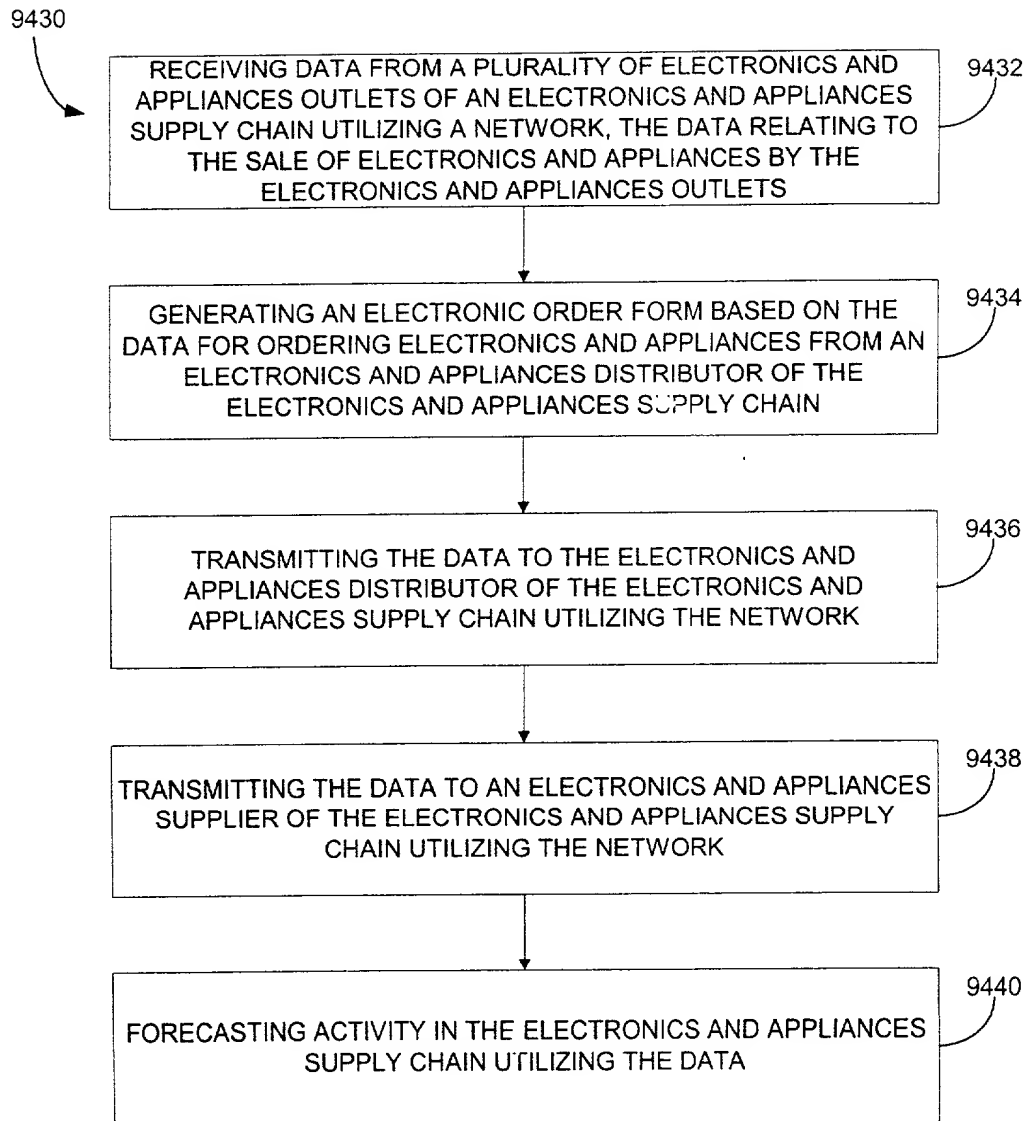 9430
RECEIVING DATA FROM A PLURALITY OF ELECTRONICS AND
APPLIANCES OUTLETS OF AN ELECTRONICS AND APPLIANCES
SUPPLY CHAIN UTILIZING A NETWORK, THE DATA RELATING TO
THE SALE OF ELECTRONICS AND APPLIANCES BY THE
ELECTRONICS AND APPLIANCES OUTLETS
9432
GENERATING AN ELECTRONIC ORDER FORM BASED ON THE
DATA FOR ORDERING ELECTRONICS AND APPLIANCES FROM AN
ELECTRONICS AND APPLIANCES DISTRIBUTOR OF THE
ELECTRONICS AND APPLIANCES SUPPLY CHAIN
9434
TRANSMITTING THE DATA TO THE ELECTRONICS AND
APPLIANCES DISTRIBUTOR OF THE ELECTRONICS AND
APPLIANCES SUPPLY CHAIN UTILIZING THE NETWORK
9436
TRANSMITTING THE DATA TO AN ELECTRONICS AND APPLIANCES
SUPPLIER OF THE ELECTRONICS AND APPLIANCES SUPPLY
CHAIN UTILIZING THE NETWORK
9438
FORECASTING ACTIVITY IN THE ELECTRONICS AND APPLIANCES
SUPPLY CHAIN UTILIZING THE DATA
9440